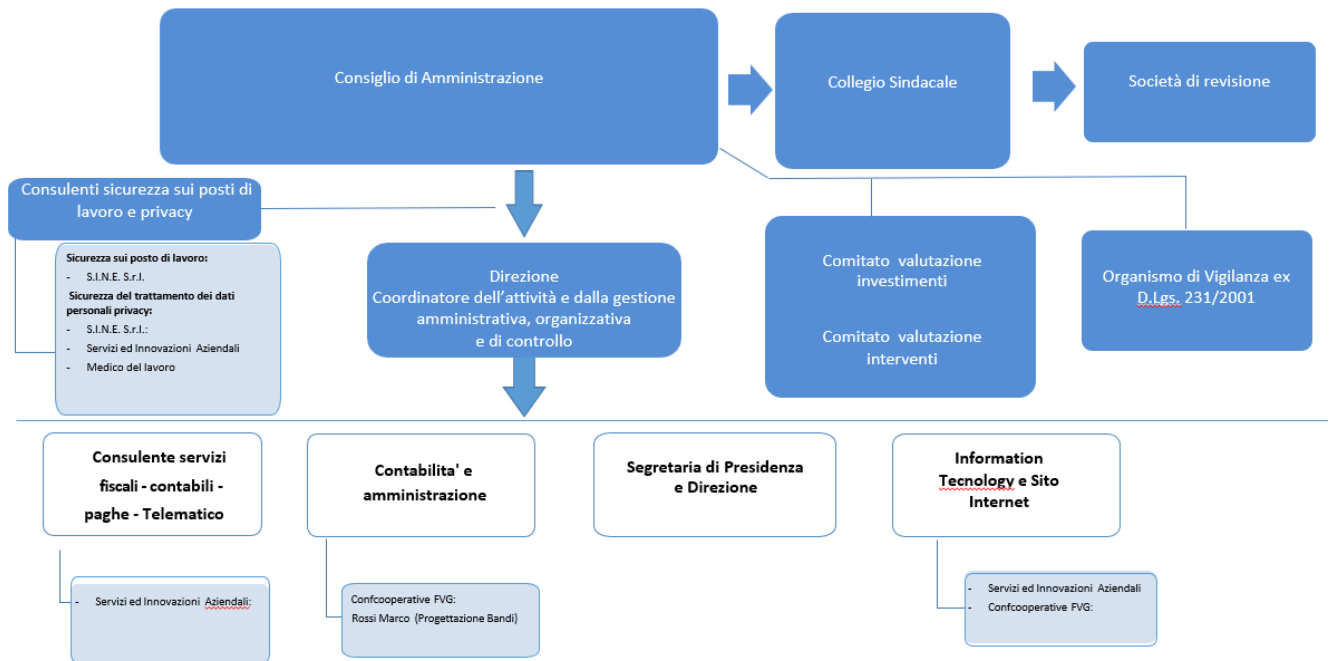 Consiglio di Amministrazione
Collegio Sindacale
Società di revisione
Consulenti sicurezza sui posti di
lavoro e privacy
Sicurezza sui posto di lavoro:
- S.I.N.E. S.r.l.
Sicurezza del trattamento dei dati
personali privacy:
- S.I.N.E. S.r.l.:
- Servizi ed Innovazioni Aziendali
- Medico del lavoro
Direzione
Coordinatore dell'attività e dalla gestione
amministrativa, organizzativa
e di controllo
Comitato valutazione
investimenti
Comitato valutazione
interventi
Organismo di Vigilanza ex
D.Lgs. 231/2001
Consulente servizi
fiscali - contabili -
paghe - Telematico
Contabilita' e
amministrazione
Segretaria di Presidenza
e Direzione
Information
Tecnology e Sito
Internet
- Servizi ed Innovazioni Aziendali:
Confcooperative FVG:
Rossi Marco (Progettazione Bandi)
- Servizi ed Innovazioni Aziendali
- Confcooperative FVG: